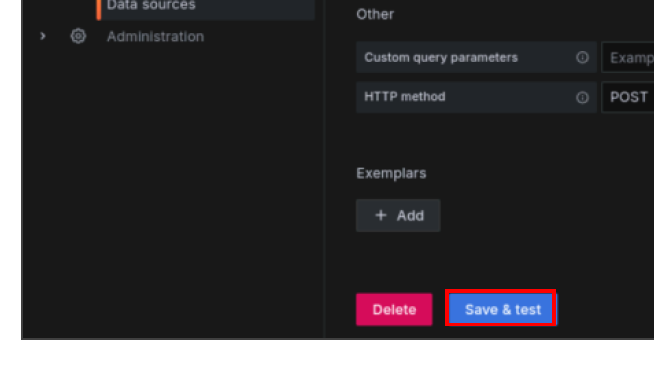 Data sources
Administration
Other
Custom query parameters
Examp
HTTP method
POST
Exemplars
+ Add
Delete
Save & test